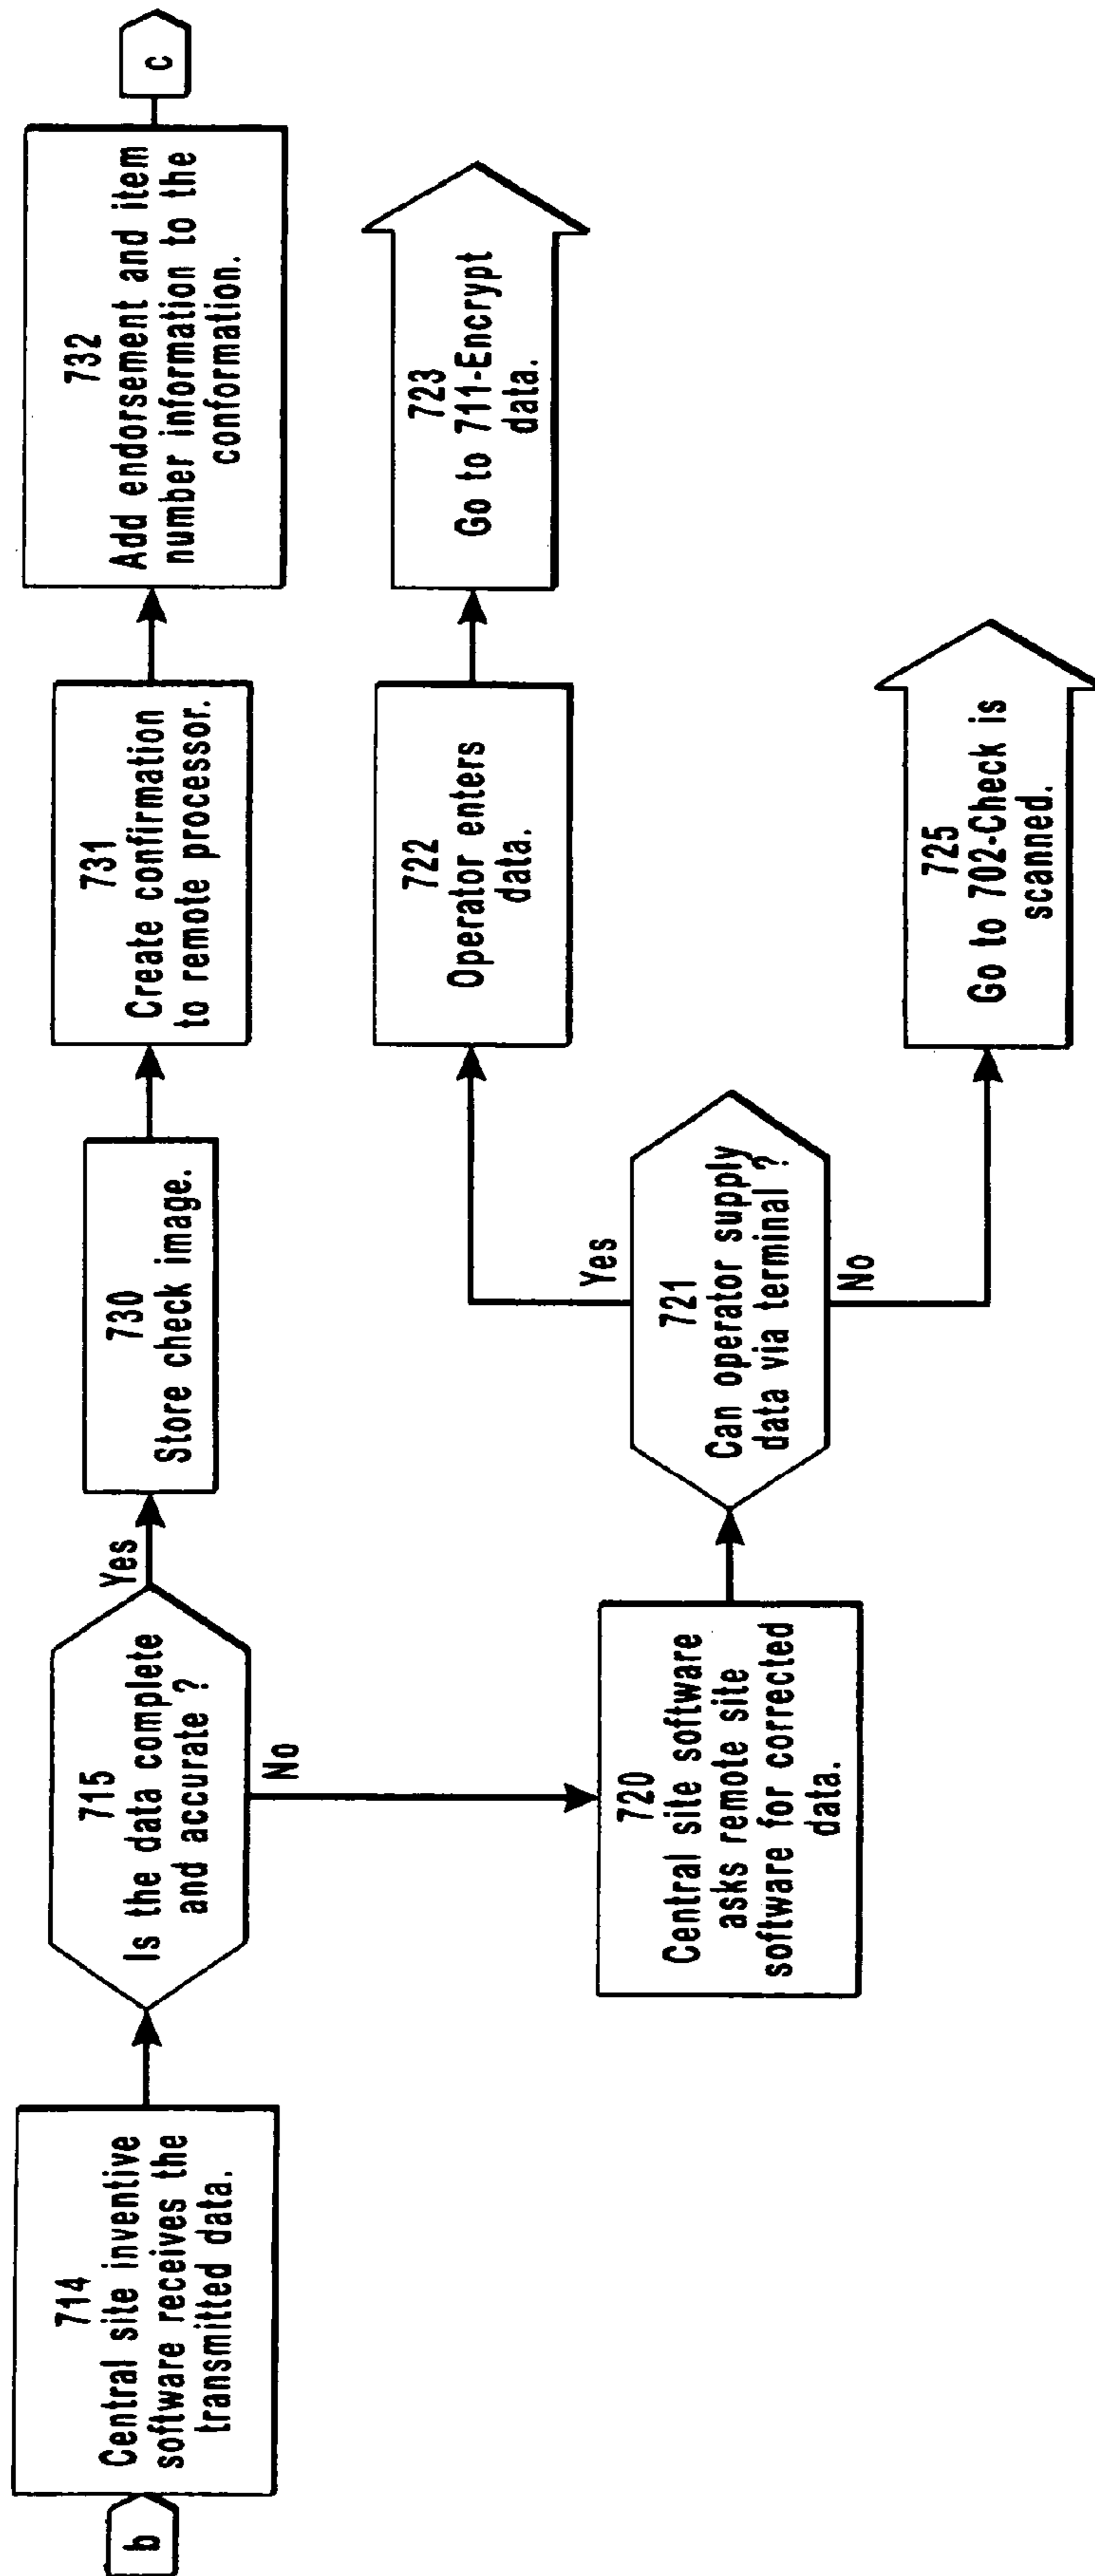 b
714
Central site inventive
software receives the
transmitted data.
715
Is the data complete
and accurate ?
Yes
No
730
Store check image.
731
Create confirmation
to remote processor.
732
Add endorsement and item
number information to the
conformation.
c
720
Central site software
asks remote site
software for corrected
data.
721
Can operator supply
data via terminal ?
Yes
No
722
Operator enters
data.
723
Go to 711-Encrypt
data.
725
Go to 702-Check is
scanned.